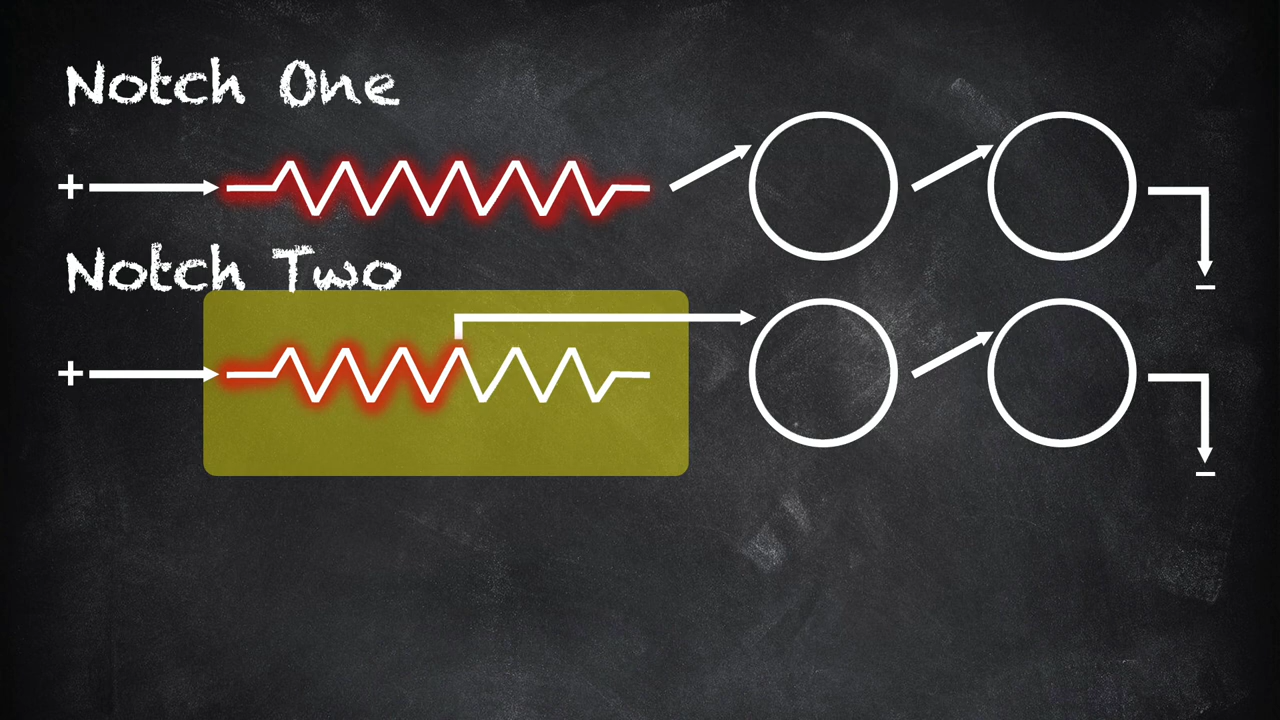 Notch One
+
–
Notch Two
+
–